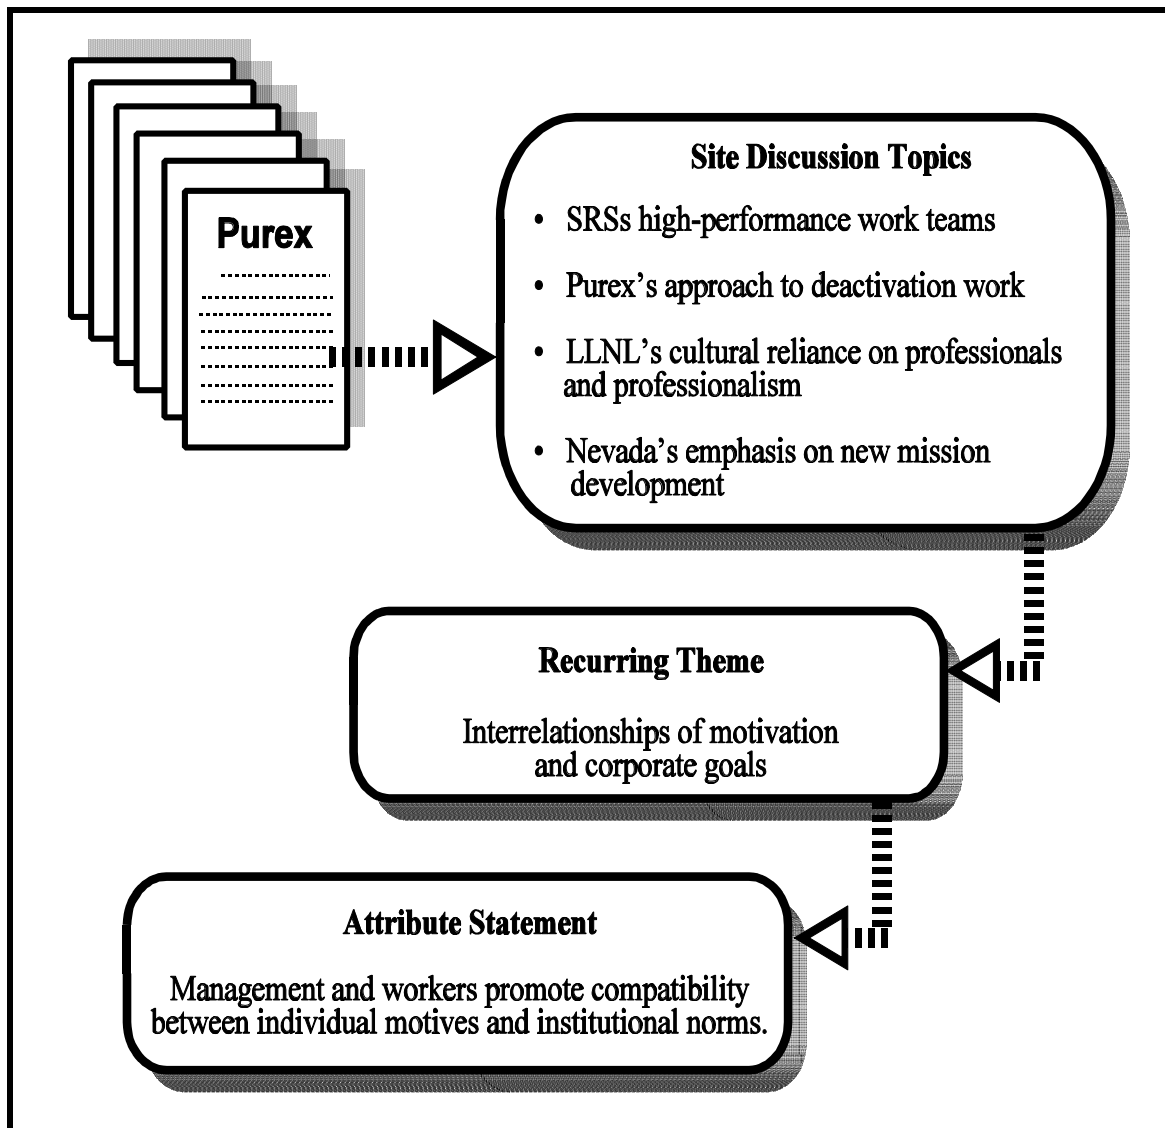 Purex
Site Discussion Topics
• SRSs high-performance work teams
• Purex's approach to deactivation work
• LLNL's cultural reliance on professionals
and professionalism
• Nevada's emphasis on new mission
development
Recurring Theme
Interrelationships of motivation
and corporate goals
Attribute Statement
Management and workers promote compatibility
between individual motives and institutional norms.